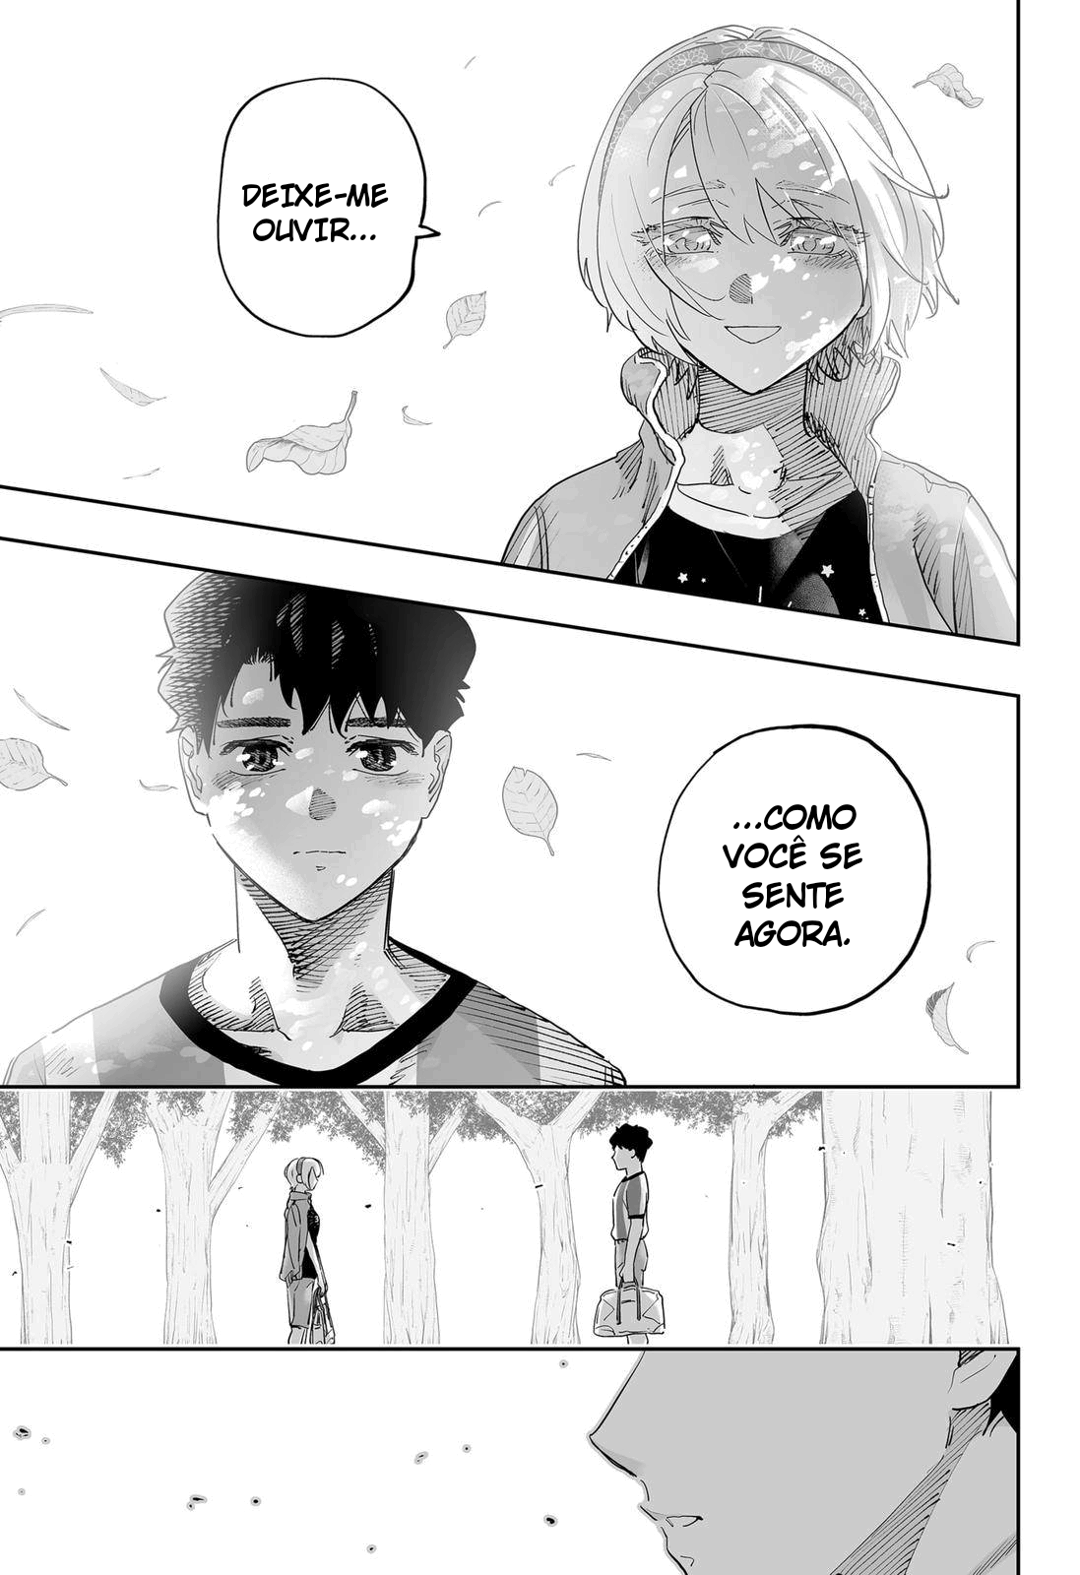 DEIXE-ME
OUVIR...
...COMO
VOCÊ SE
SENTE
AGORA.